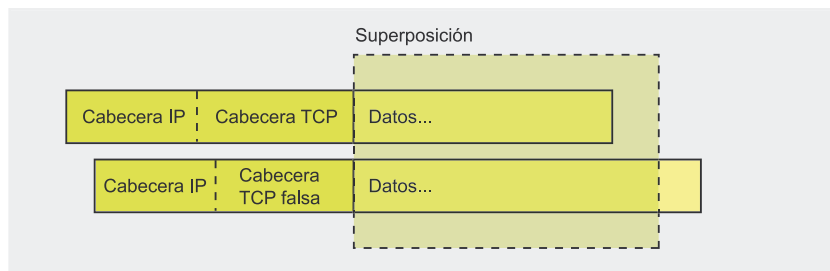 Superposición
Cabecera IP Cabecera TCP Datos...
Cabecera IP Cabecera TCP falsa Datos...